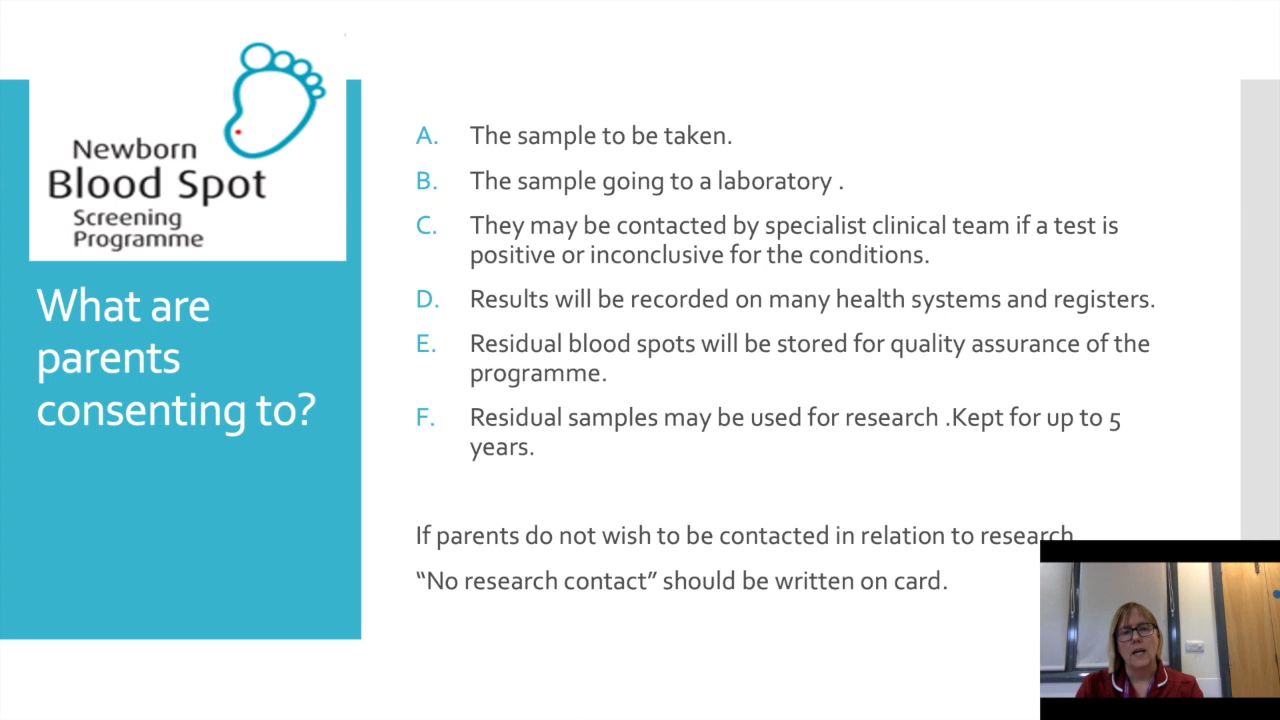 Newborn
Blood Spot
Screening
Programme
What are
parents
consenting to?
A. The sample to be taken.
B. The sample going to a laboratory .
C. They may be contacted by specialist clinical team if a test is
positive or inconclusive for the conditions.
D. Results will be recorded on many health systems and registers.
E. Residual blood spots will be stored for quality assurance of the
programme.
F. Residual samples may be used for research .Kept for up to 5
years.
If parents do not wish to be contacted in relation to research
“No research contact” should be written on card.